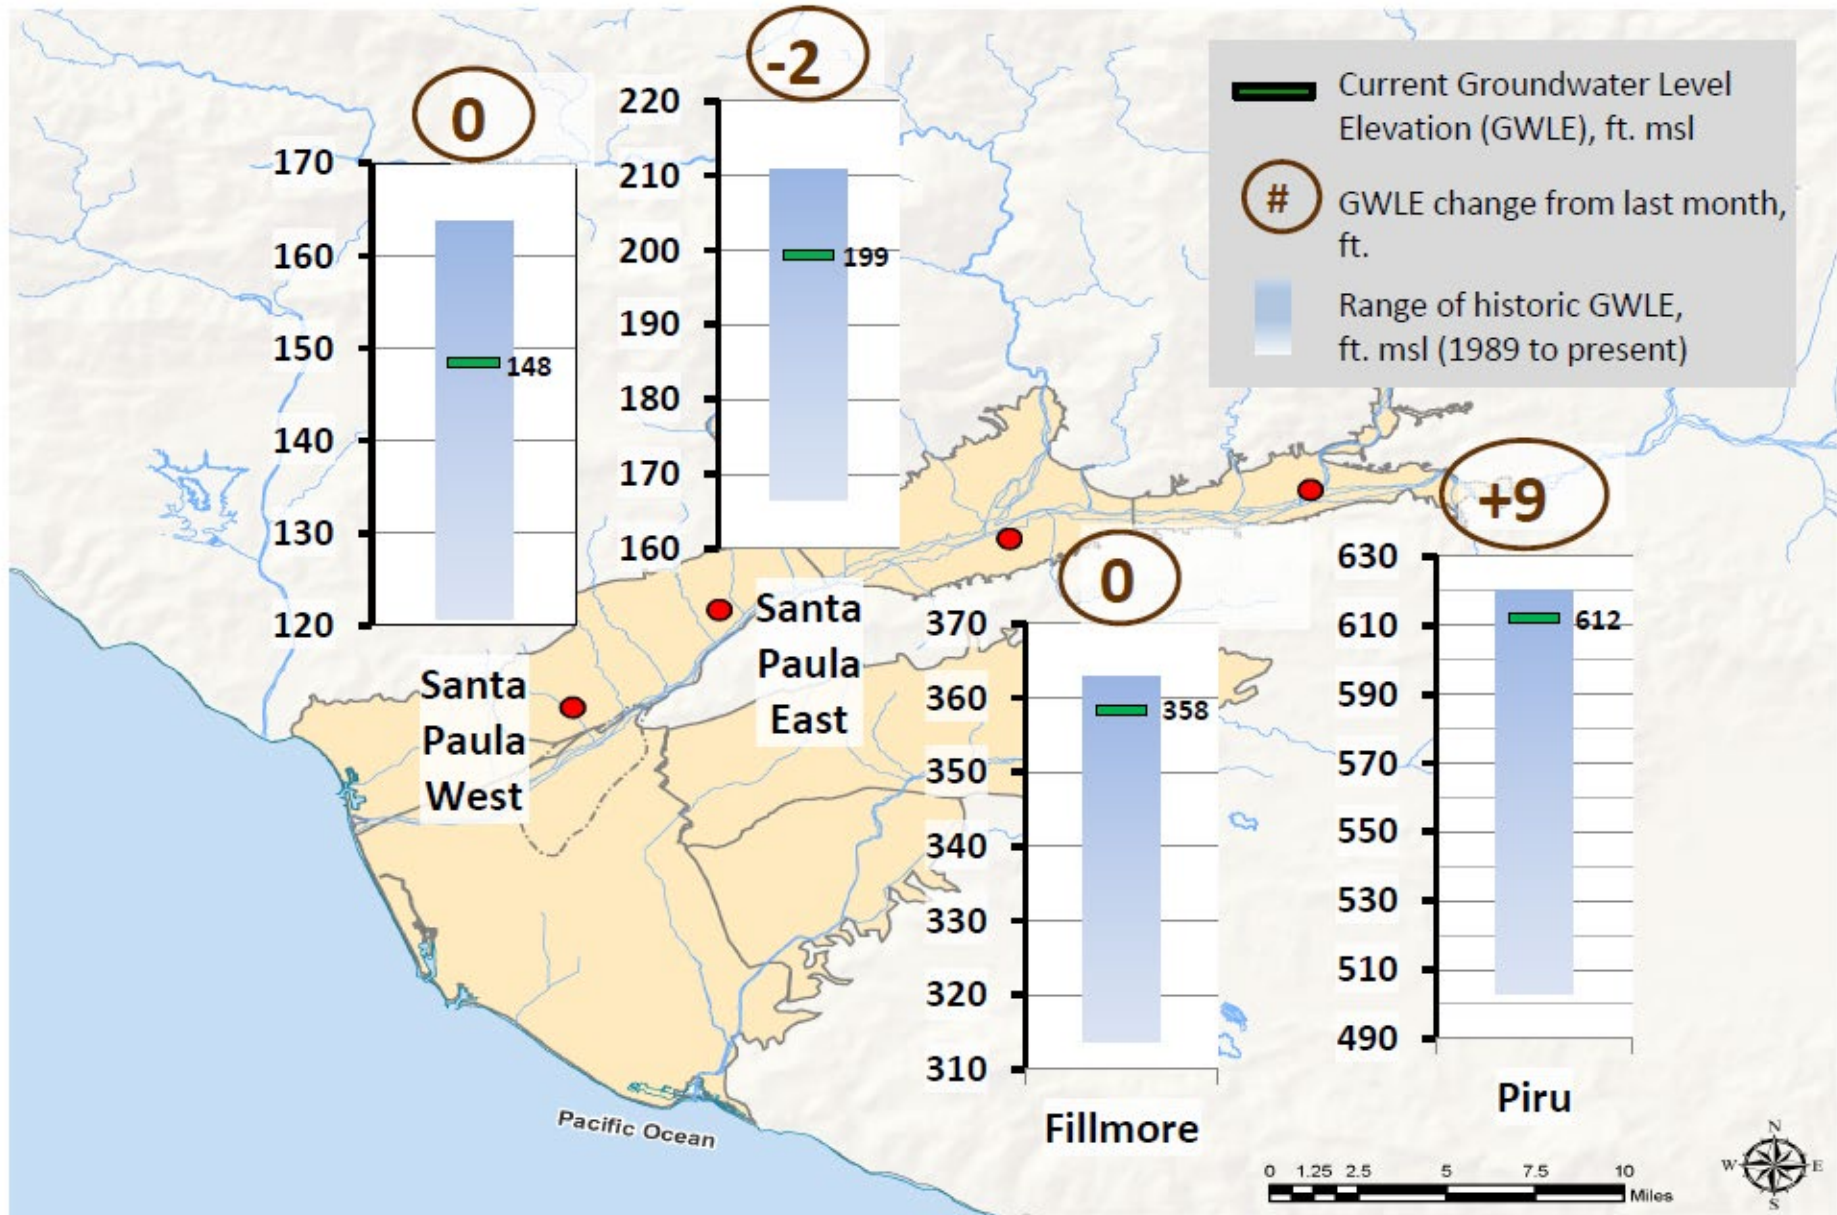 0
170
160
150
140
130
120
148
Santa
Paula
West
-2
220
210
200
190
180
170
160
199
Santa
Paula
East
Current Groundwater Level
Elevation (GWLE), ft. msl
#
GWLE change from last month,
ft.
Range of historic GWLE,
ft. msl (1989 to present)
0
370
360
350
340
330
320
310
358
Fillmore
+9
630
610
590
570
550
530
510
490
612
Piru
Pacific Ocean
0 1.25 2.5 5 7.5 10
Miles
N
W E
S